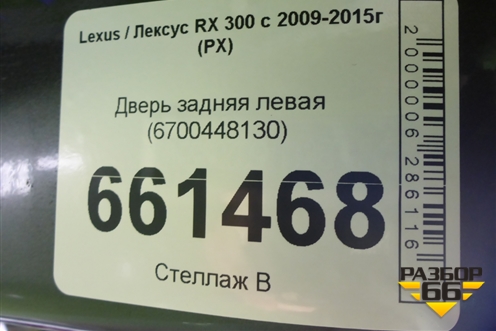 Lexus / Лексус RX 300 с 2009-2015г
(РХ)
Дверь задняя левая
(6700448130)
661468
Стеллаж В
2000006286116
РАЗБОР
66